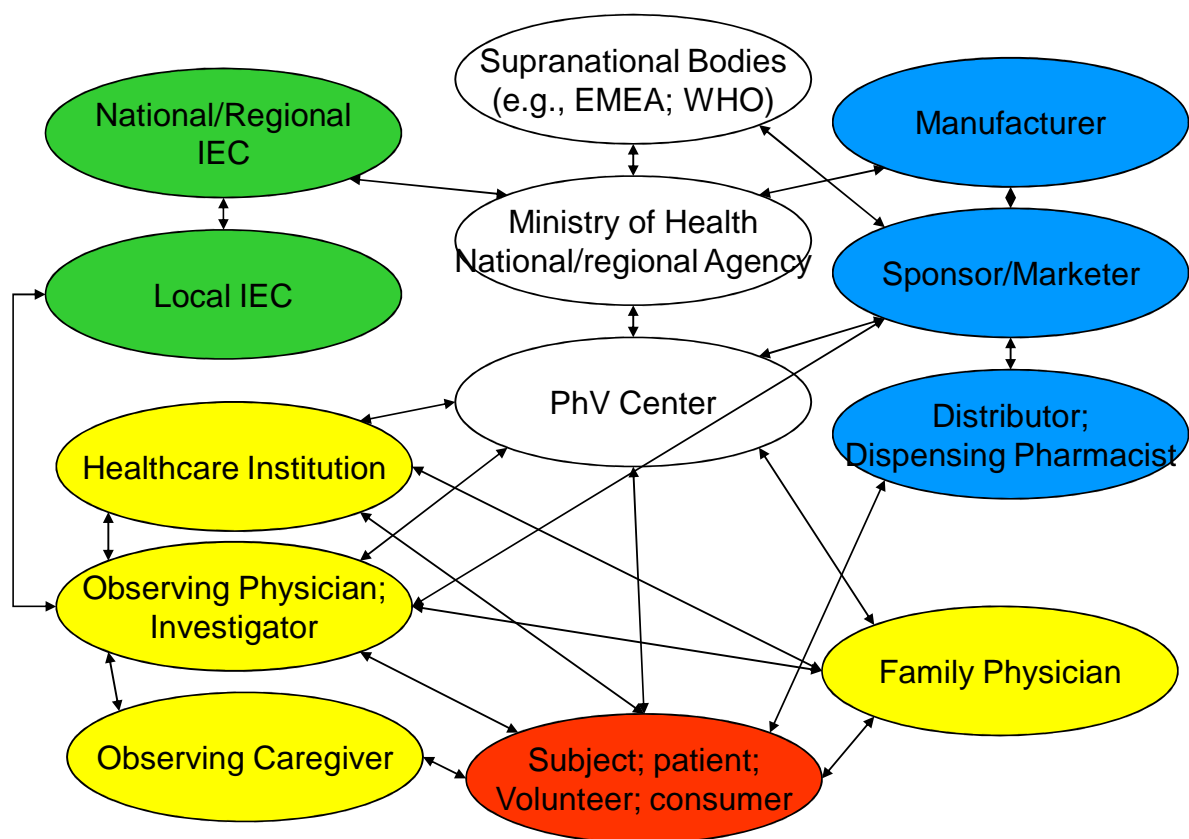 Supranational Bodies
(e.g., EMEA; WHO)
National/Regional
IEC
Manufacturer
Ministry of Health
National/regional Agency
Sponsor/Marketer
Local IEC
PhV Center
Distributor;
Dispensing Pharmacist
Healthcare Institution
Observing Physician;
Investigator
Family Physician
Observing Caregiver
Subject; patient;
Volunteer; consumer